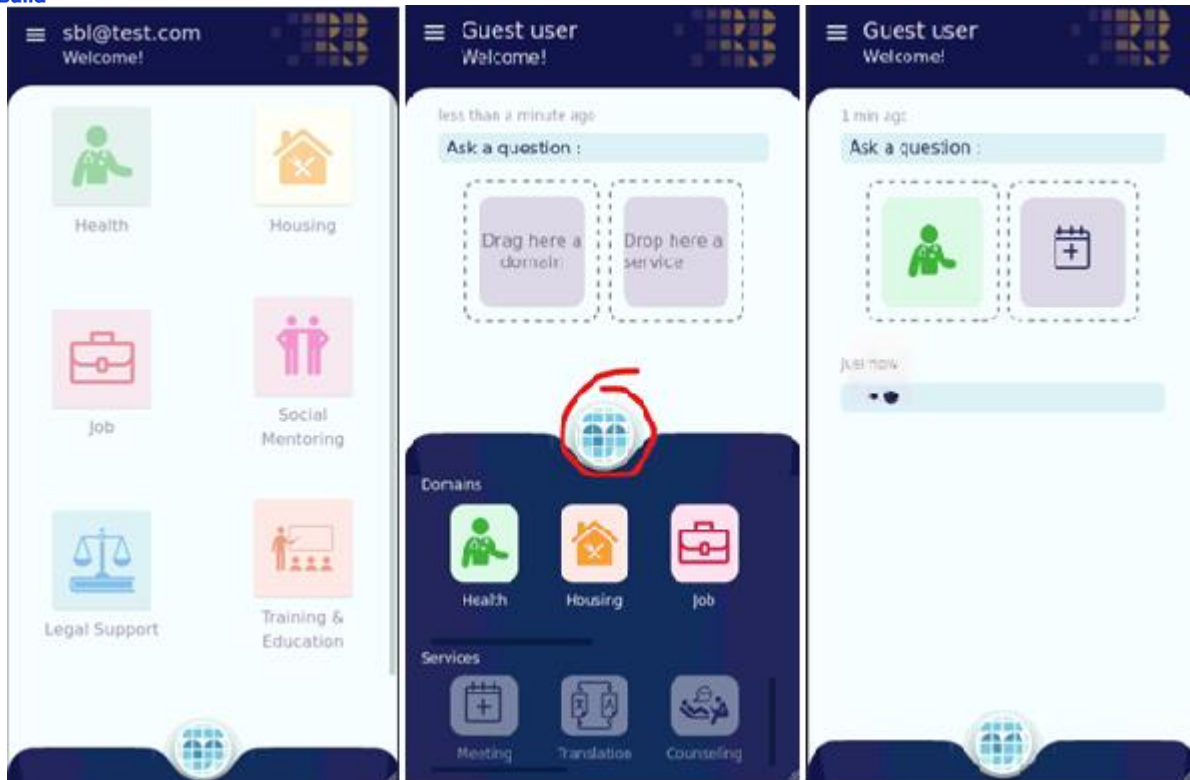 Build
sbl@test.com
Welcome!
Health
Housing
Job
Social
Mentoring
Legal Support
Training &
Education
Guest user
Welcome!
less than a minute ago
Ask a question :
Drag here a
domain
Drop here a
service
Domains
Health
Housing
Job
Services
Meeting
Translation
Counseling
Guest user
Welcome!
1 min ago
Ask a question :
Just now